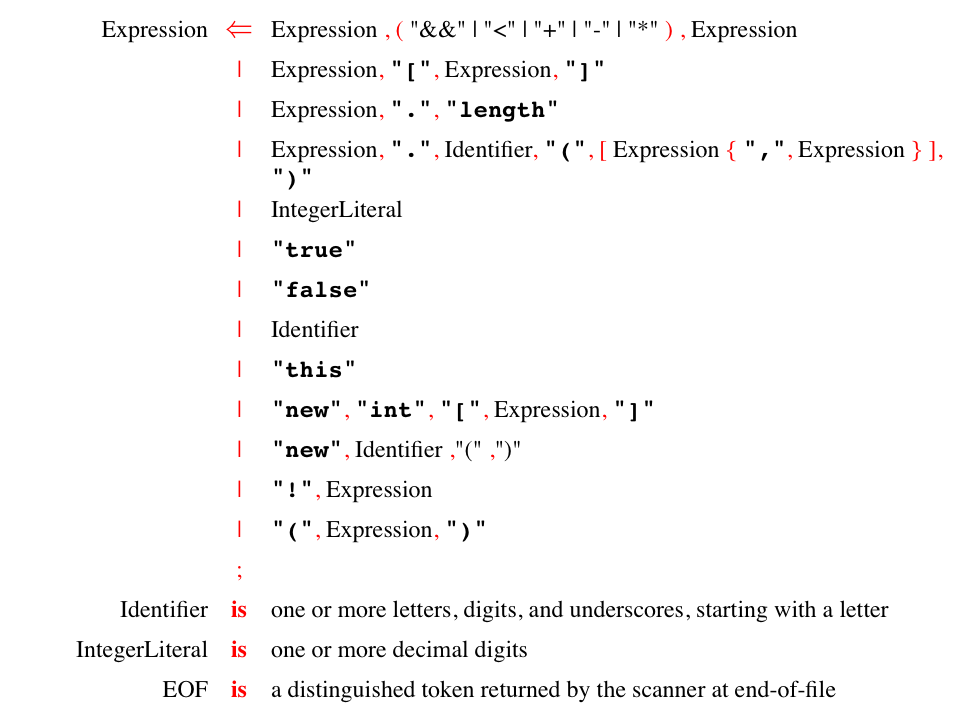 Expression ⇐ Expression , ( "&&" | "<" | "+" | "-" | "*" ) , Expression
| Expression, "[", Expression, "]"
| Expression, ".", "length"
| Expression, ".", Identifier, "(", [ Expression { ",", Expression } ],
")"
| IntegerLiteral
| "true"
| "false"
| Identifier
| "this"
| "new", "int", "[", Expression, "]"
| "new", Identifier ,"(" ,")"
| "!", Expression
| "(", Expression, ")"
;
Identifier is one or more letters, digits, and underscores, starting with a letter
IntegerLiteral is one or more decimal digits
EOF is a distinguished token returned by the scanner at end-of-file